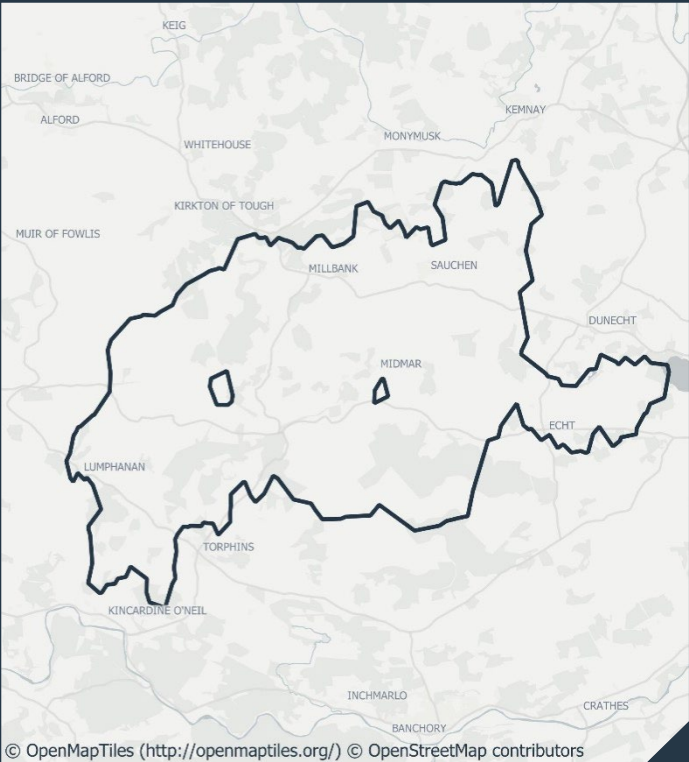 KEIG
BRIDGE OF ALFORD
KEMNAY
ALFORD
MONYMUSK
WHITEHOUSE
KIRKTON OF TOUGH
MUIR OF FOWLIS
SAUCHEN
MILLBANK
DUNECHT
MIDMAR
ECHT
LUMPHANAN
TORPHINS
KINCARDINE O'NEIL
INCHMARLO
CRATHES
BANCHORY
© OpenMapTiles (http://openmaptiles.org/) © OpenStreetMap contributors